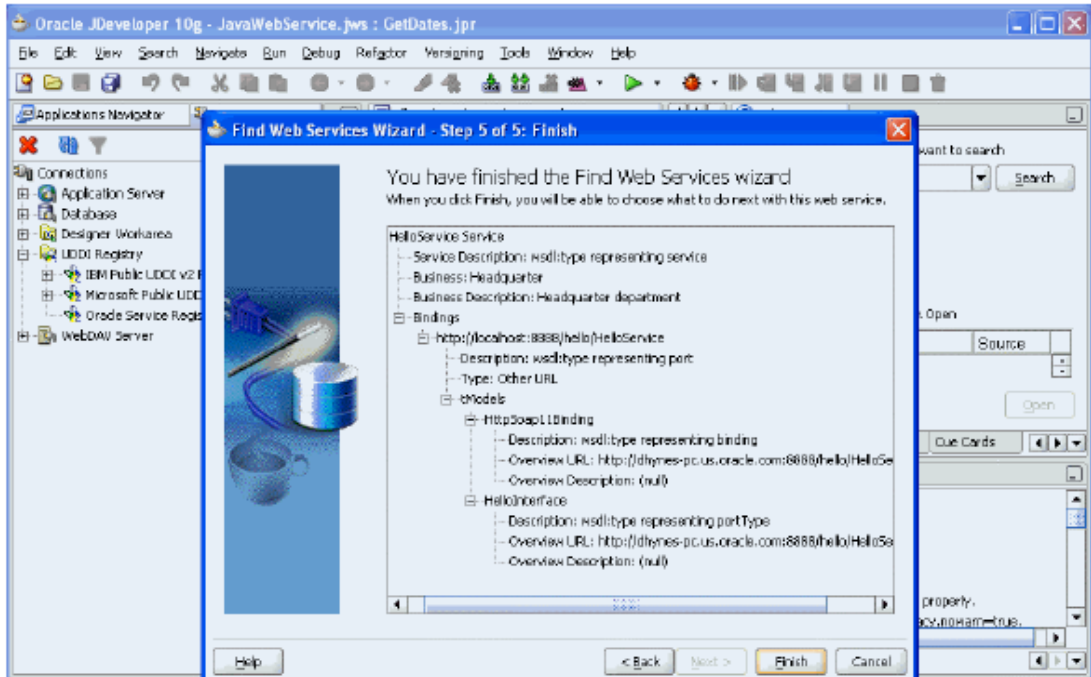 Oracle JDeveloper 10g - JavaWebService.jws : GetDates.jpr
File Edit View Search Navigate Run Debug Refactor Versioning Tools Window Help
Applications Navigator
Connections
Application Server
Database
Designer Workarea
UDDI Registry
IBM Public UDDI v2
Microsoft Public UDD
Oracle Service Regis
WebDAV Server
Find Web Services Wizard - Step 5 of 5: Finish
You have finished the Find Web Services wizard
When you click Finish, you will be able to choose what to do next with this web service.
HelloService Service
Service Description: wsdl:type representing service
Business: Headquarter
Business Description: Headquarter department
Bindings
http://localhost:8888/hello/HelloService
Description: wsdl:type representing port
Type: Other URL
tModels
HttpSoap11Binding
Description: wsdl:type representing binding
Overview URL: http://dhynes-pc.us.oracle.com:8888/hello/HelloSe
Overview Description: (null)
HelloInterface
Description: wsdl:type representing portType
Overview URL: http://dhynes-pc.us.oracle.com:8888/hello/HelloSe
Overview Description: (null)
Help
< Back
Next >
Finish
Cancel
want to search
Search
Open
Source
Open
Cue Cards
properly.
acy.nowarn=true.